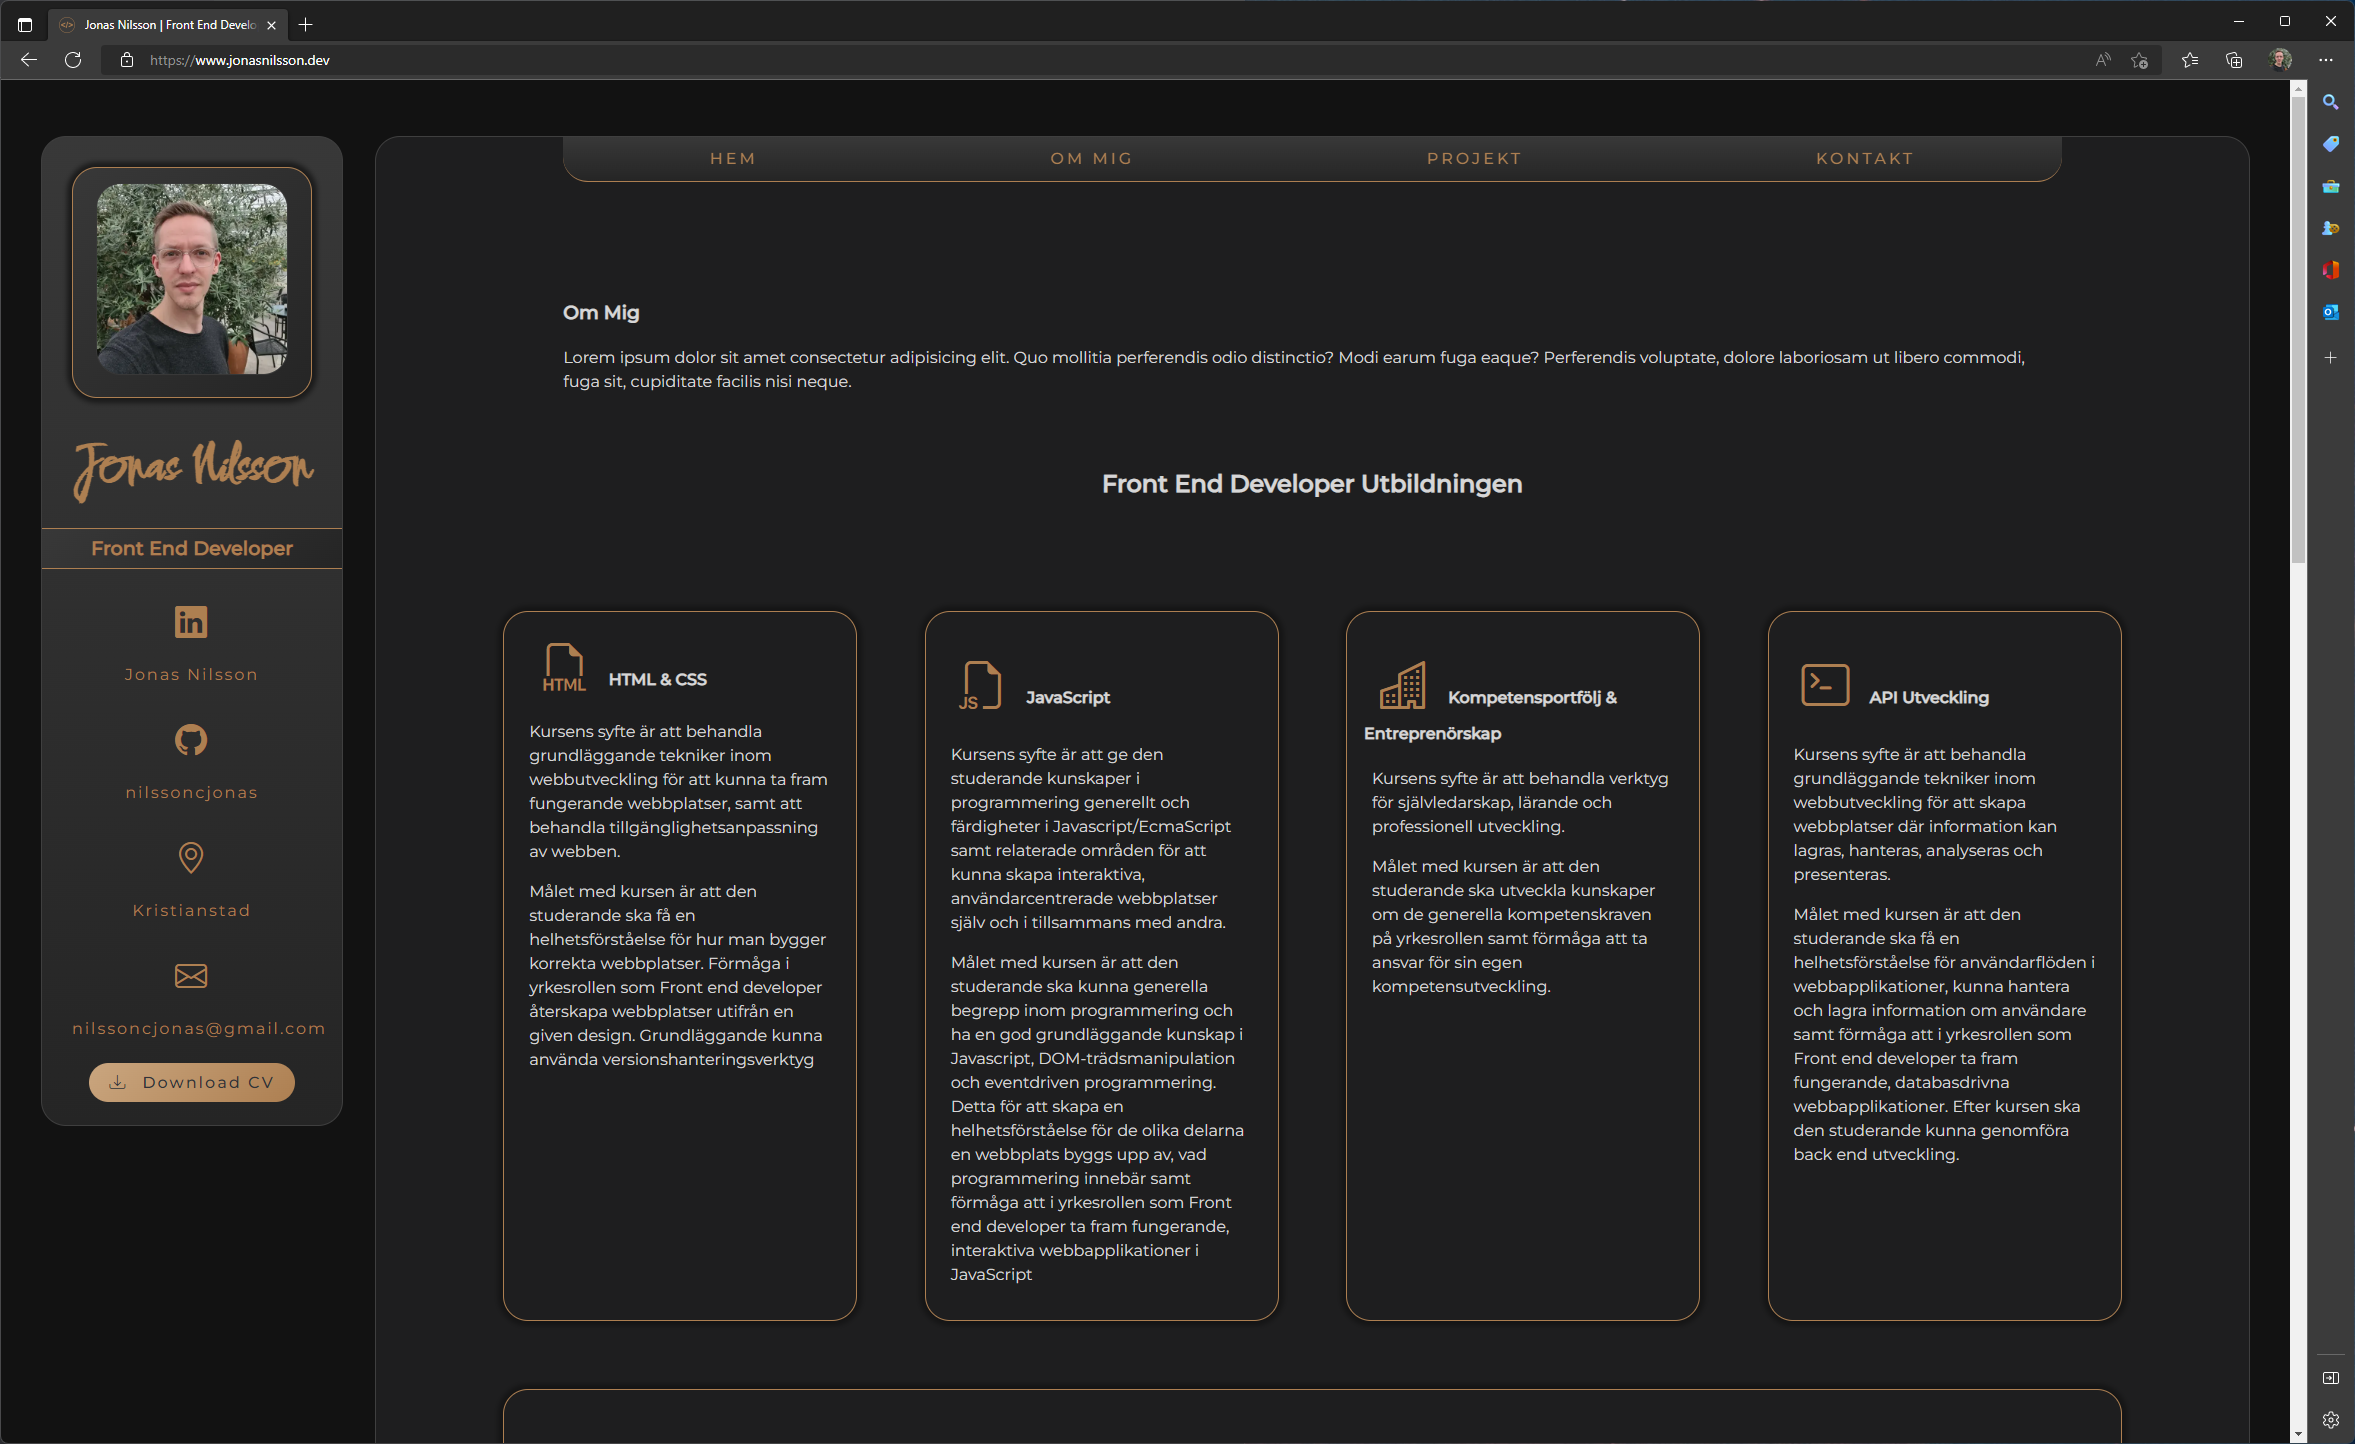 Jonas Nilsson | Front End Develo
https://www.jonasnilsson.dev
HEM
OM MIG
PROJEKT
KONTAKT
Jonas Nilsson
Front End Developer
Jonas Nilsson
nilssoncjonas
Kristianstad
nilssoncjonas@gmail.com
Download CV
Om Mig
Lorem ipsum dolor sit amet consectetur adipisicing elit. Quo mollitia perferendis odio distinctio? Modi earum fuga eaque? Perferendis voluptate, dolore laboriosam ut libero commodi,
fuga sit, cupiditate facilis nisi neque.
Front End Developer Utbildningen
HTML
HTML & CSS
Kursens syfte är att behandla
grundläggande tekniker inom
webbutveckling för att kunna ta fram
fungerande webbplatser, samt att
behandla tillgänglighetsanpassning
av webben.
Målet med kursen är att den
studerande ska få en
helhetsförståelse för hur man bygger
korrekta webbplatser. Förmåga i
yrkesrollen som Front end developer
återskapa webbplatser utifrån en
given design. Grundläggande kunna
använda versionshanteringsverktyg
JS
JavaScript
Kursens syfte är att ge den
studerande kunskaper i
programmering generellt och
färdigheter i Javascript/EcmaScript
samt relaterade områden för att
kunna skapa interaktiva,
användarcentrerade webbplatser
själv och i tillsammans med andra.
Målet med kursen är att den
studerande ska kunna generella
begrepp inom programmering och
ha en god grundläggande kunskap i
Javascript, DOM-trädsmanipulation
och eventdriven programmering.
Detta för att skapa en
helhetsförståelse för de olika delarna
en webbplats byggs upp av, vad
programmering innebär samt
förmåga att i yrkesrollen som Front
end developer ta fram fungerande,
interaktiva webbapplikationer i
JavaScript
Kompetensportfölj &
Entreprenörskap
Kursens syfte är att behandla verktyg
för självledarskap, lärande och
professionell utveckling.
Målet med kursen är att den
studerande ska utveckla kunskaper
om de generella kompetenskraven
på yrkesrollen samt förmåga att ta
ansvar för sin egen
kompetensutveckling.
API Utveckling
Kursens syfte är att behandla
grundläggande tekniker inom
webbutveckling för att skapa
webbplatser där information kan
lagras, hanteras, analyseras och
presenteras.
Målet med kursen är att den
studerande ska få en
helhetsförståelse för användarflöden i
webbapplikationer, kunna hantera
och lagra information om användare
samt förmåga att i yrkesrollen som
Front end developer ta fram
fungerande, databasdrivna
webbapplikationer. Efter kursen ska
den studerande kunna genomföra
back end utveckling.